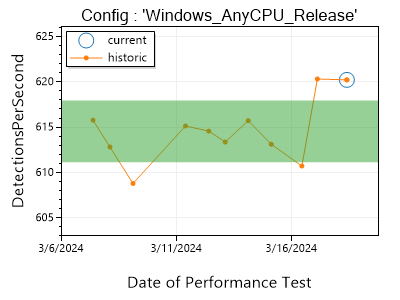 Config : 'Windows_AnyCPU_Release'
current
historic
625
620
615
610
605
DetectionsPerSecond
3/6/2024
3/11/2024
3/16/2024
Date of Performance Test